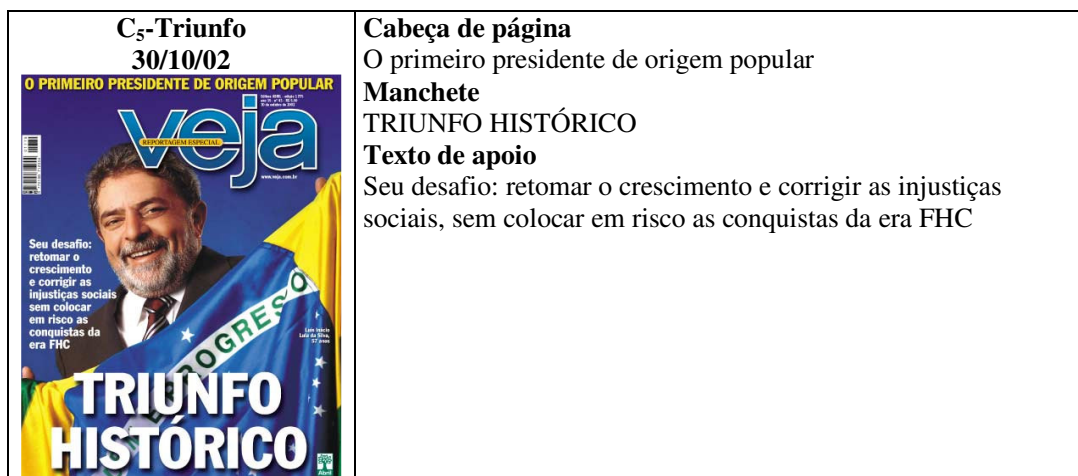 C₅-Triunfo
30/10/02
O PRIMEIRO PRESIDENTE DE ORIGEM POPULAR
veja
REPORTAGEM ESPECIAL
www.veja.com.br
Seu desafio:
retomar o
crescimento
e corrigir as
injustiças sociais
sem colocar
em risco as
conquistas da
era FHC
PROGRESSO
Luiz Inácio
Lula da Silva,
57 anos
TRIUNFO
HISTÓRICO
Abril
Cabeça de página
O primeiro presidente de origem popular
Manchete
TRIUNFO HISTÓRICO
Texto de apoio
Seu desafio: retomar o crescimento e corrigir as injustiças
sociais, sem colocar em risco as conquistas da era FHC